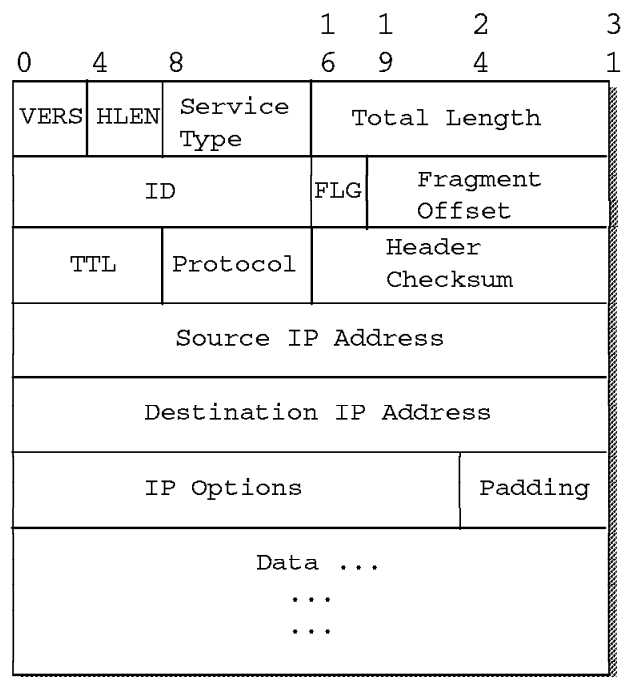 1 1 2 3
0 4 8 6 9 4 1
VERS HLEN Service Type Total Length
ID FLG Fragment Offset
TTL Protocol Header Checksum
Source IP Address
Destination IP Address
IP Options Padding
Data ...
...
...